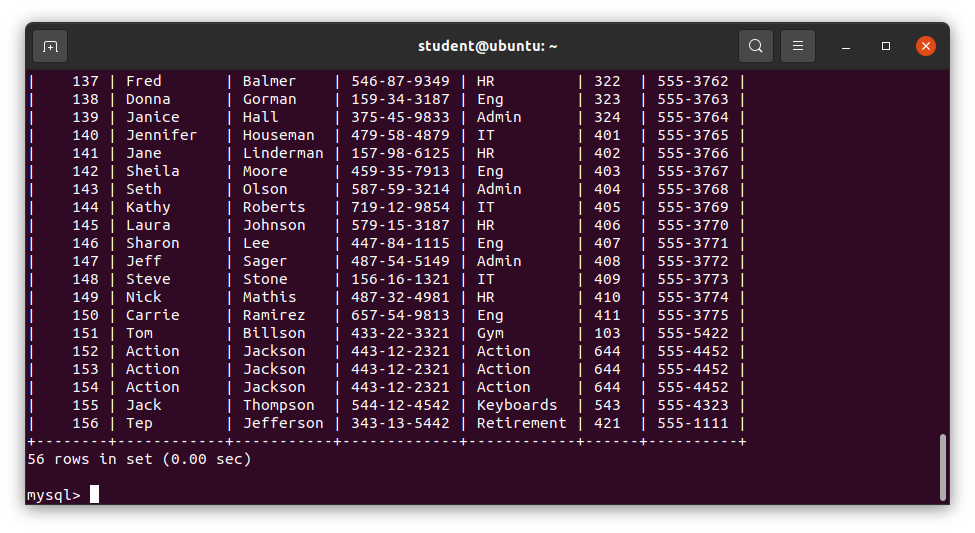 student@ubuntu: ~
|    137 | Fred       | Balmer    | 546-87-9349 | HR         | 322  | 555-3762 |
|    138 | Donna      | Gorman    | 159-34-3187 | Eng        | 323  | 555-3763 |
|    139 | Janice     | Hall      | 375-45-9833 | Admin      | 324  | 555-3764 |
|    140 | Jennifer   | Houseman  | 479-58-4879 | IT         | 401  | 555-3765 |
|    141 | Jane       | Linderman | 157-98-6125 | HR         | 402  | 555-3766 |
|    142 | Sheila     | Moore     | 459-35-7913 | Eng        | 403  | 555-3767 |
|    143 | Seth       | Olson     | 587-59-3214 | Admin      | 404  | 555-3768 |
|    144 | Kathy      | Roberts   | 719-12-9854 | IT         | 405  | 555-3769 |
|    145 | Laura      | Johnson   | 579-15-3187 | HR         | 406  | 555-3770 |
|    146 | Sharon     | Lee       | 447-84-1115 | Eng        | 407  | 555-3771 |
|    147 | Jeff       | Sager     | 487-54-5149 | Admin      | 408  | 555-3772 |
|    148 | Steve      | Stone     | 156-16-1321 | IT         | 409  | 555-3773 |
|    149 | Nick       | Mathis    | 487-32-4981 | HR         | 410  | 555-3774 |
|    150 | Carrie     | Ramirez   | 657-54-9813 | Eng        | 411  | 555-3775 |
|    151 | Tom        | Billson   | 433-22-3321 | Gym        | 103  | 555-5422 |
|    152 | Action     | Jackson   | 443-12-2321 | Action     | 644  | 555-4452 |
|    153 | Action     | Jackson   | 443-12-2321 | Action     | 644  | 555-4452 |
|    154 | Action     | Jackson   | 443-12-2321 | Action     | 644  | 555-4452 |
|    155 | Jack       | Thompson  | 544-12-4542 | Keyboards  | 543  | 555-4323 |
|    156 | Tep        | Jefferson | 343-13-5442 | Retirement | 421  | 555-1111 |
+--------+------------+-----------+-------------+------------+------+----------+
56 rows in set (0.00 sec)
mysql>